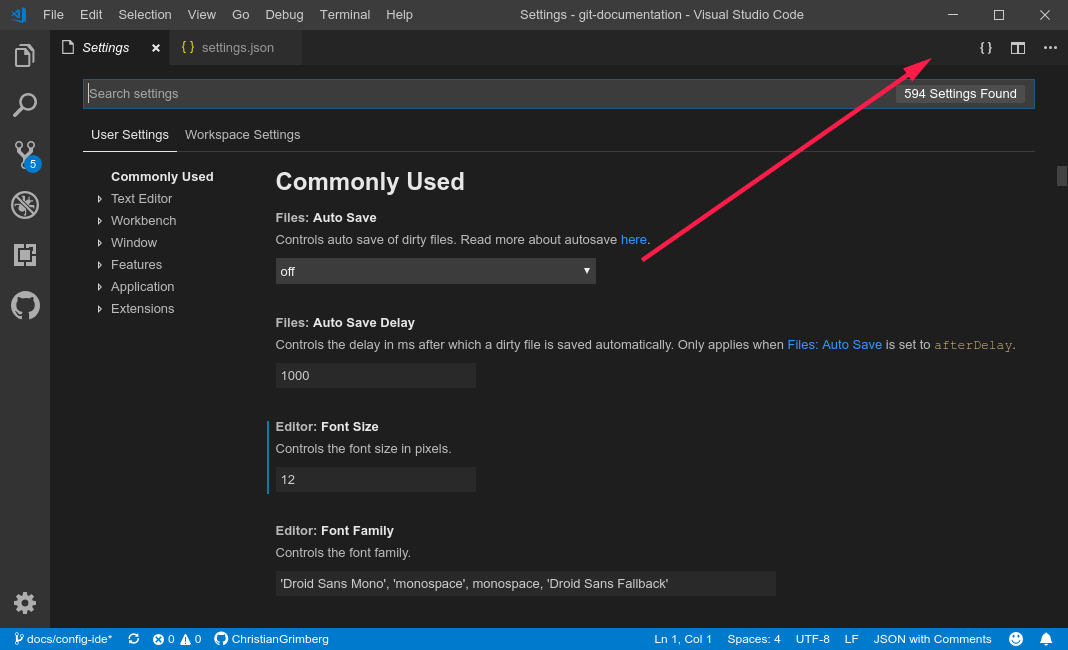 File Edit Selection View Go Debug Terminal Help Settings - git-documentation - Visual Studio Code
Settings { } settings.json { }
Search settings 594 Settings Found
User Settings Workspace Settings
Commonly Used
Text Editor
Workbench
Window
Features
Application
Extensions
Commonly Used
Files: Auto Save
Controls auto save of dirty files. Read more about autosave here.
off
Files: Auto Save Delay
Controls the delay in ms after which a dirty file is saved automatically. Only applies when Files: Auto Save is set to afterDelay.
1000
Editor: Font Size
Controls the font size in pixels.
12
Editor: Font Family
Controls the font family.
'Droid Sans Mono', 'monospace', monospace, 'Droid Sans Fallback'
5
docs/config-ide* 0 0 ChristianGrimberg Ln 1, Col 1 Spaces: 4 UTF-8 LF JSON with Comments